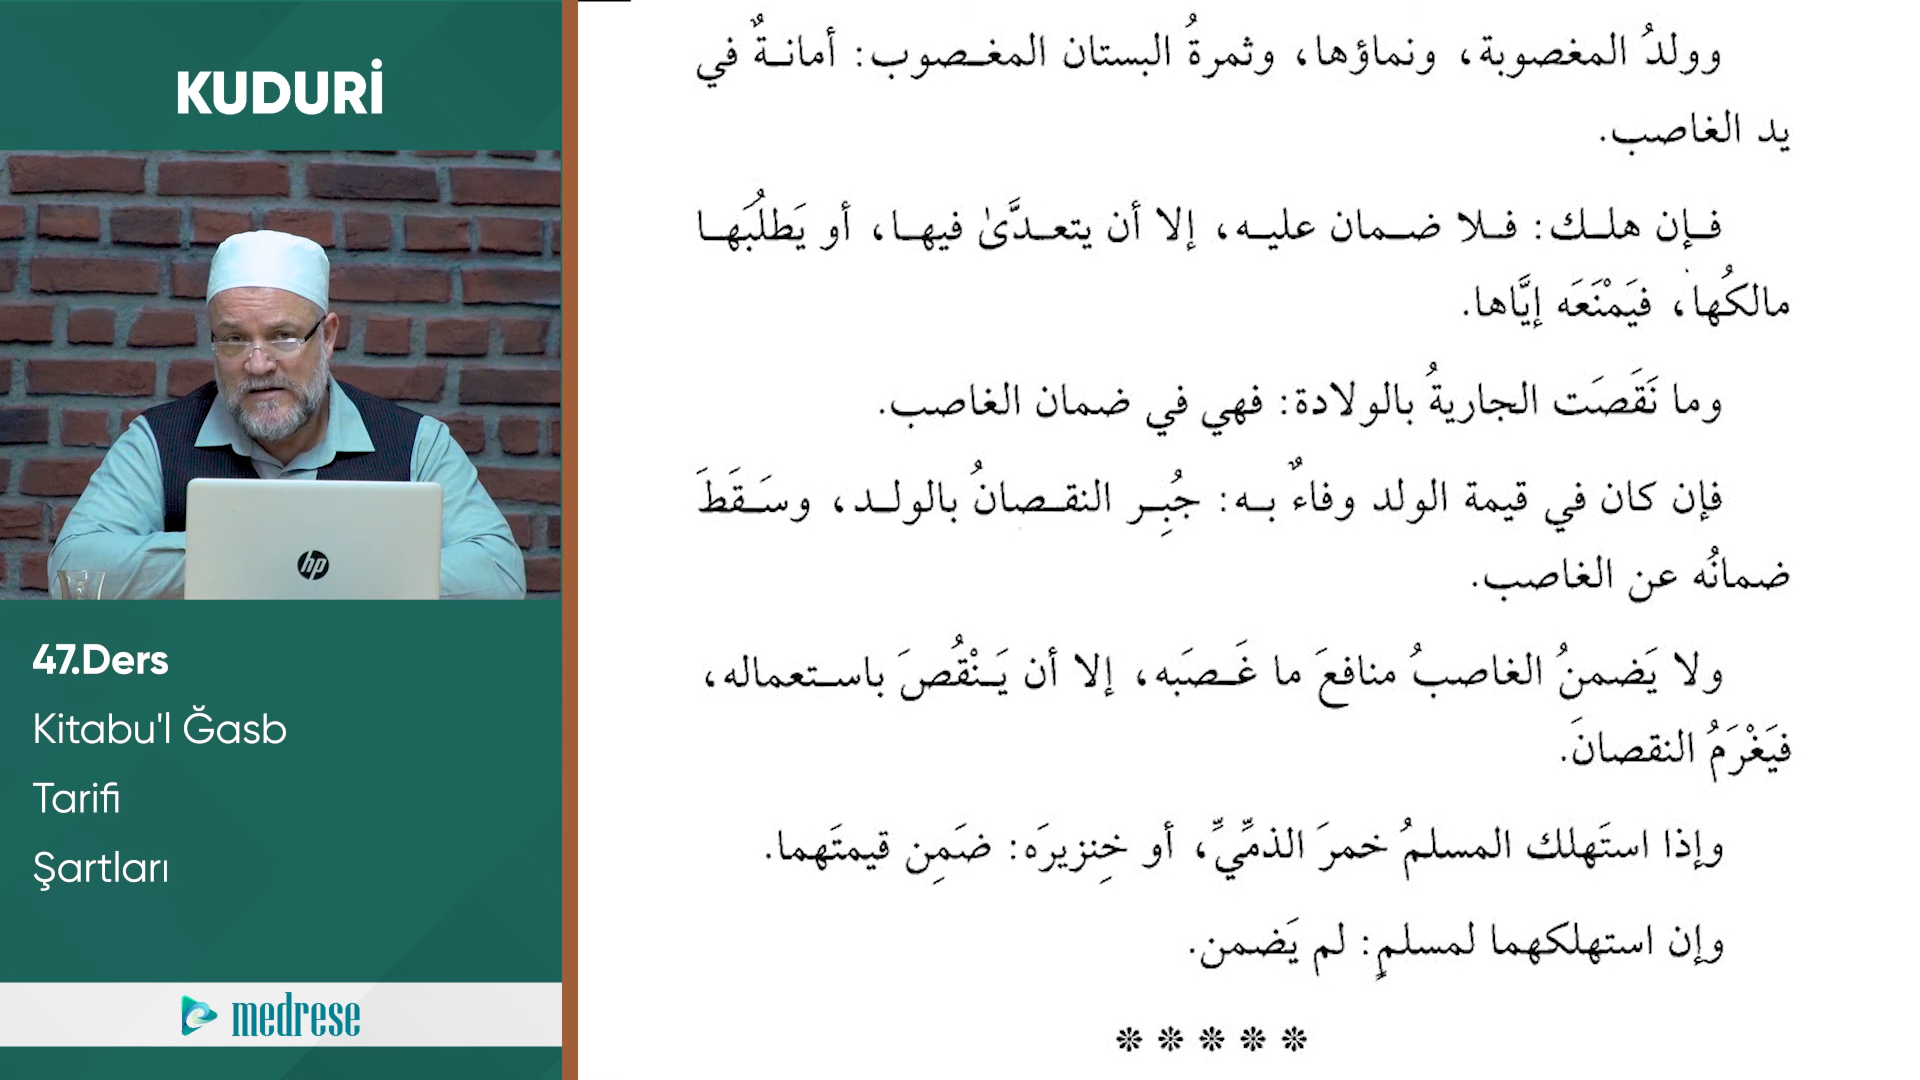 KUDURİ
47.Ders
Kitabu'l Ğasb
Tarifi
Şartları
medrese
hp
وولدُ المغصوبة، ونماؤها، وثمرةُ البستان المغـصوب: أمانـةٌ في
يد الغاصب.
فـإن هلـك: فـلا ضـمان عليـه، إلا أن يتعـدَّىٰ فيهـا، أو يَطلُبَهـا
مالكُها، فيَمْنَعَه إيَّاها.
وما نَقَصَت الجاريةُ بالولادة: فهي في ضمان الغاصب.
فإن كان في قيمة الولد وفاءٌ بـه: جُبِـر النقـصانُ بالولـد، وسَـقَطَ
ضمانُه عن الغاصب.
ولا يَضمنُ الغاصبُ منافعَ ما غَـصَبَه، إلا أن يَـنْقُصَ باسـتعماله،
فيَغْرَمُ النقصانَ.
وإذا استَهلك المسلمُ خمرَ الذمِّيِّ، أو خِنزيرَه: ضَمِن قيمتَهما.
وإن استهلكهما لمسلمٍ: لم يَضمن.